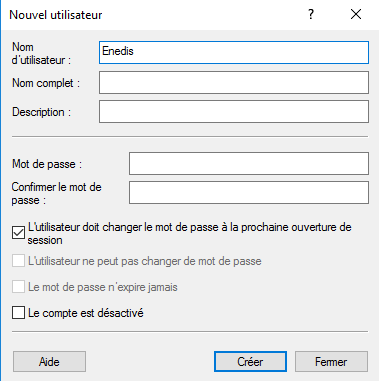 Nouvel utilisateur ? ×
Nom
d'utilisateur : Enedis
Nom complet :
Description :
Mot de passe :
Confirmer le mot de
passe :
L'utilisateur doit changer le mot de passe à la prochaine ouverture de
session
L'utilisateur ne peut pas changer de mot de passe
Le mot de passe n'expire jamais
Le compte est désactivé
Aide Créer Fermer